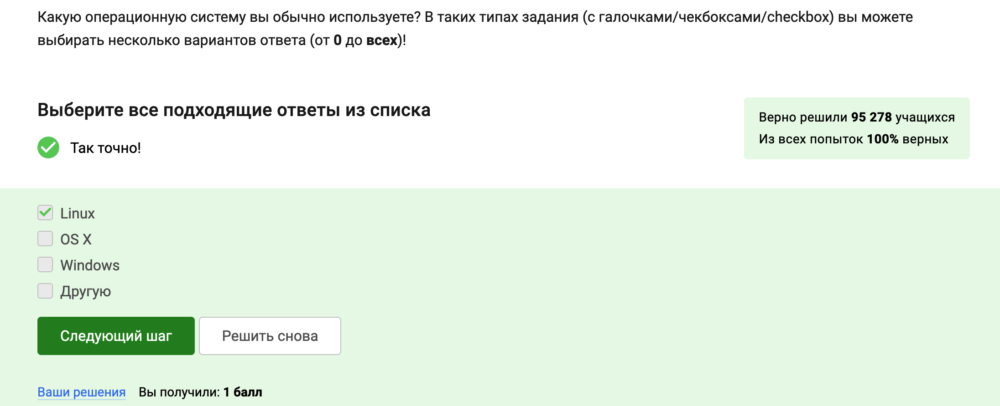 Какую операционную систему вы обычно используете? В таких типах задания (с галочками/чекбоксами/checkbox) вы можете
выбирать несколько вариантов ответа (от 0 до всех)!
Выберите все подходящие ответы из списка
Верно решили 95 278 учащихся
Из всех попыток 100% верных
Так точно!
Linux
OS X
Windows
Другую
Следующий шаг
Решить снова
Ваши решения
Вы получили: 1 балл